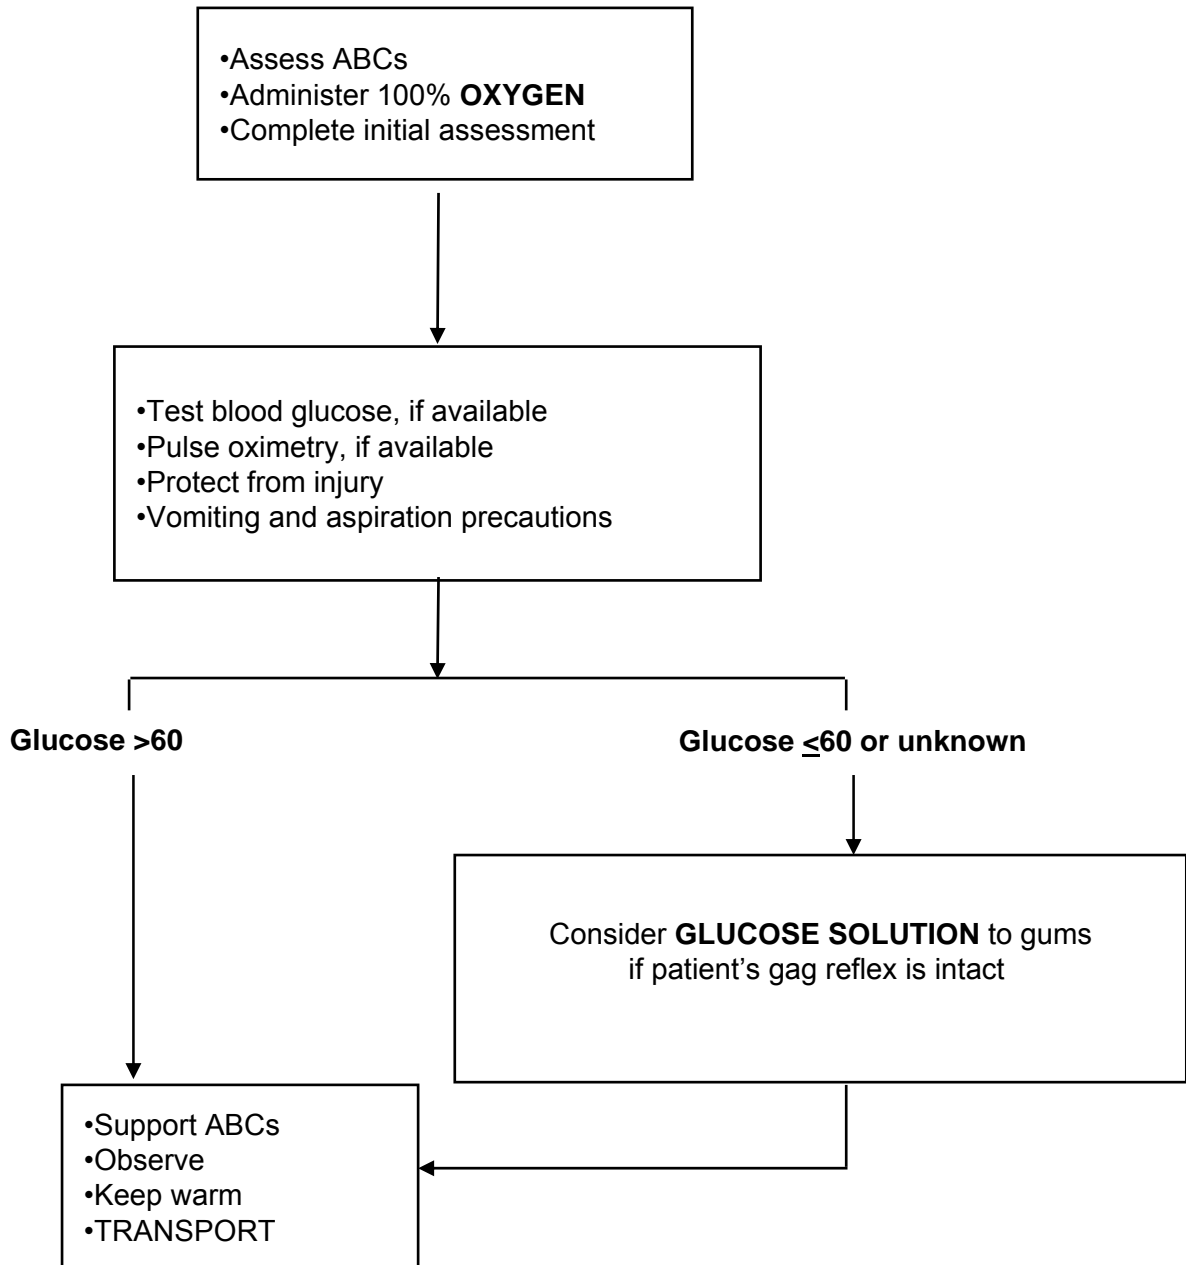 •Assess ABCs
•Administer 100% OXYGEN
•Complete initial assessment
•Test blood glucose, if available
•Pulse oximetry, if available
•Protect from injury
•Vomiting and aspiration precautions
Glucose >60
Glucose <60 or unknown
Consider GLUCOSE SOLUTION to gums
if patient’s gag reflex is intact
•Support ABCs
•Observe
•Keep warm
•TRANSPORT